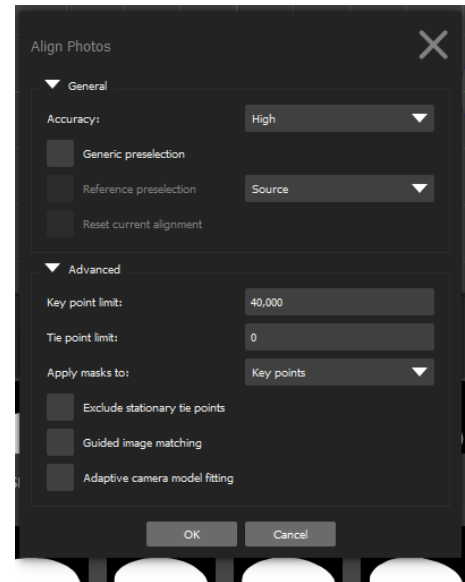 Align Photos
General
Accuracy: High
Generic preselection
Reference preselection Source
Reset current alignment
Advanced
Key point limit: 40,000
Tie point limit: 0
Apply masks to: Key points
Exclude stationary tie points
Guided image matching
Adaptive camera model fitting
OK Cancel